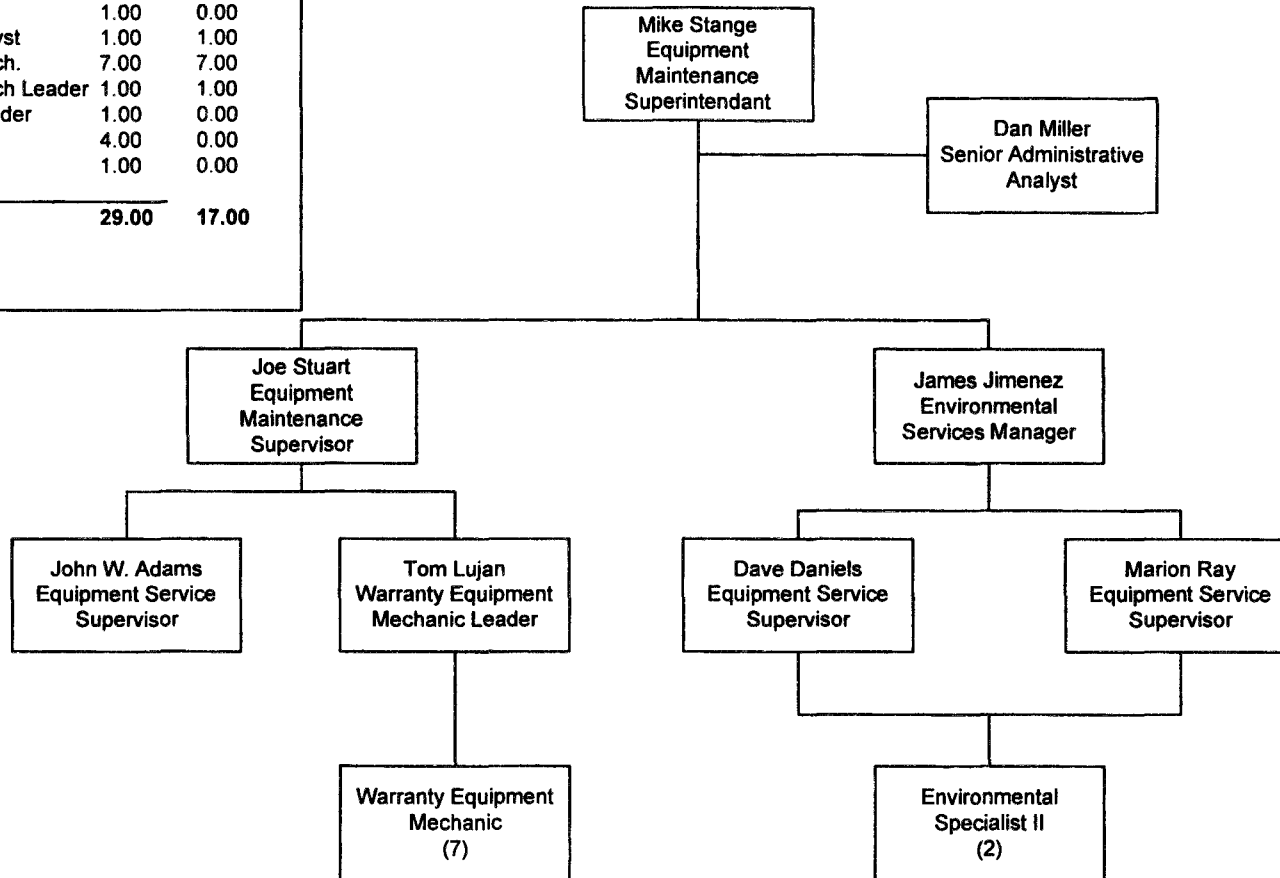 1.00 0.00
yst 1.00 1.00
ch. 7.00 7.00
ch Leader 1.00 1.00
der 1.00 0.00
4.00 0.00
1.00 0.00
29.00 17.00
Mike Stange
Equipment
Maintenance
Superintendant
Dan Miller
Senior Administrative
Analyst
Joe Stuart
Equipment
Maintenance
Supervisor
James Jimenez
Environmental
Services Manager
John W. Adams
Equipment Service
Supervisor
Tom Lujan
Warranty Equipment
Mechanic Leader
Dave Daniels
Equipment Service
Supervisor
Marion Ray
Equipment Service
Supervisor
Warranty Equipment
Mechanic
(7)
Environmental
Specialist II
(2)